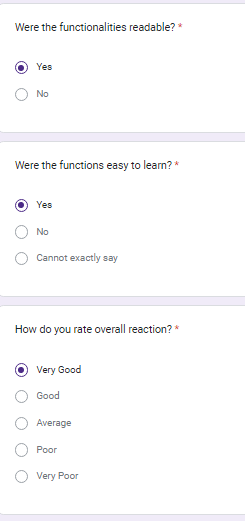 Were the functionalities readable? *
Yes
No
Were the functions easy to learn? *
Yes
No
Cannot exactly say
How do you rate overall reaction? *
Very Good
Good
Average
Poor
Very Poor